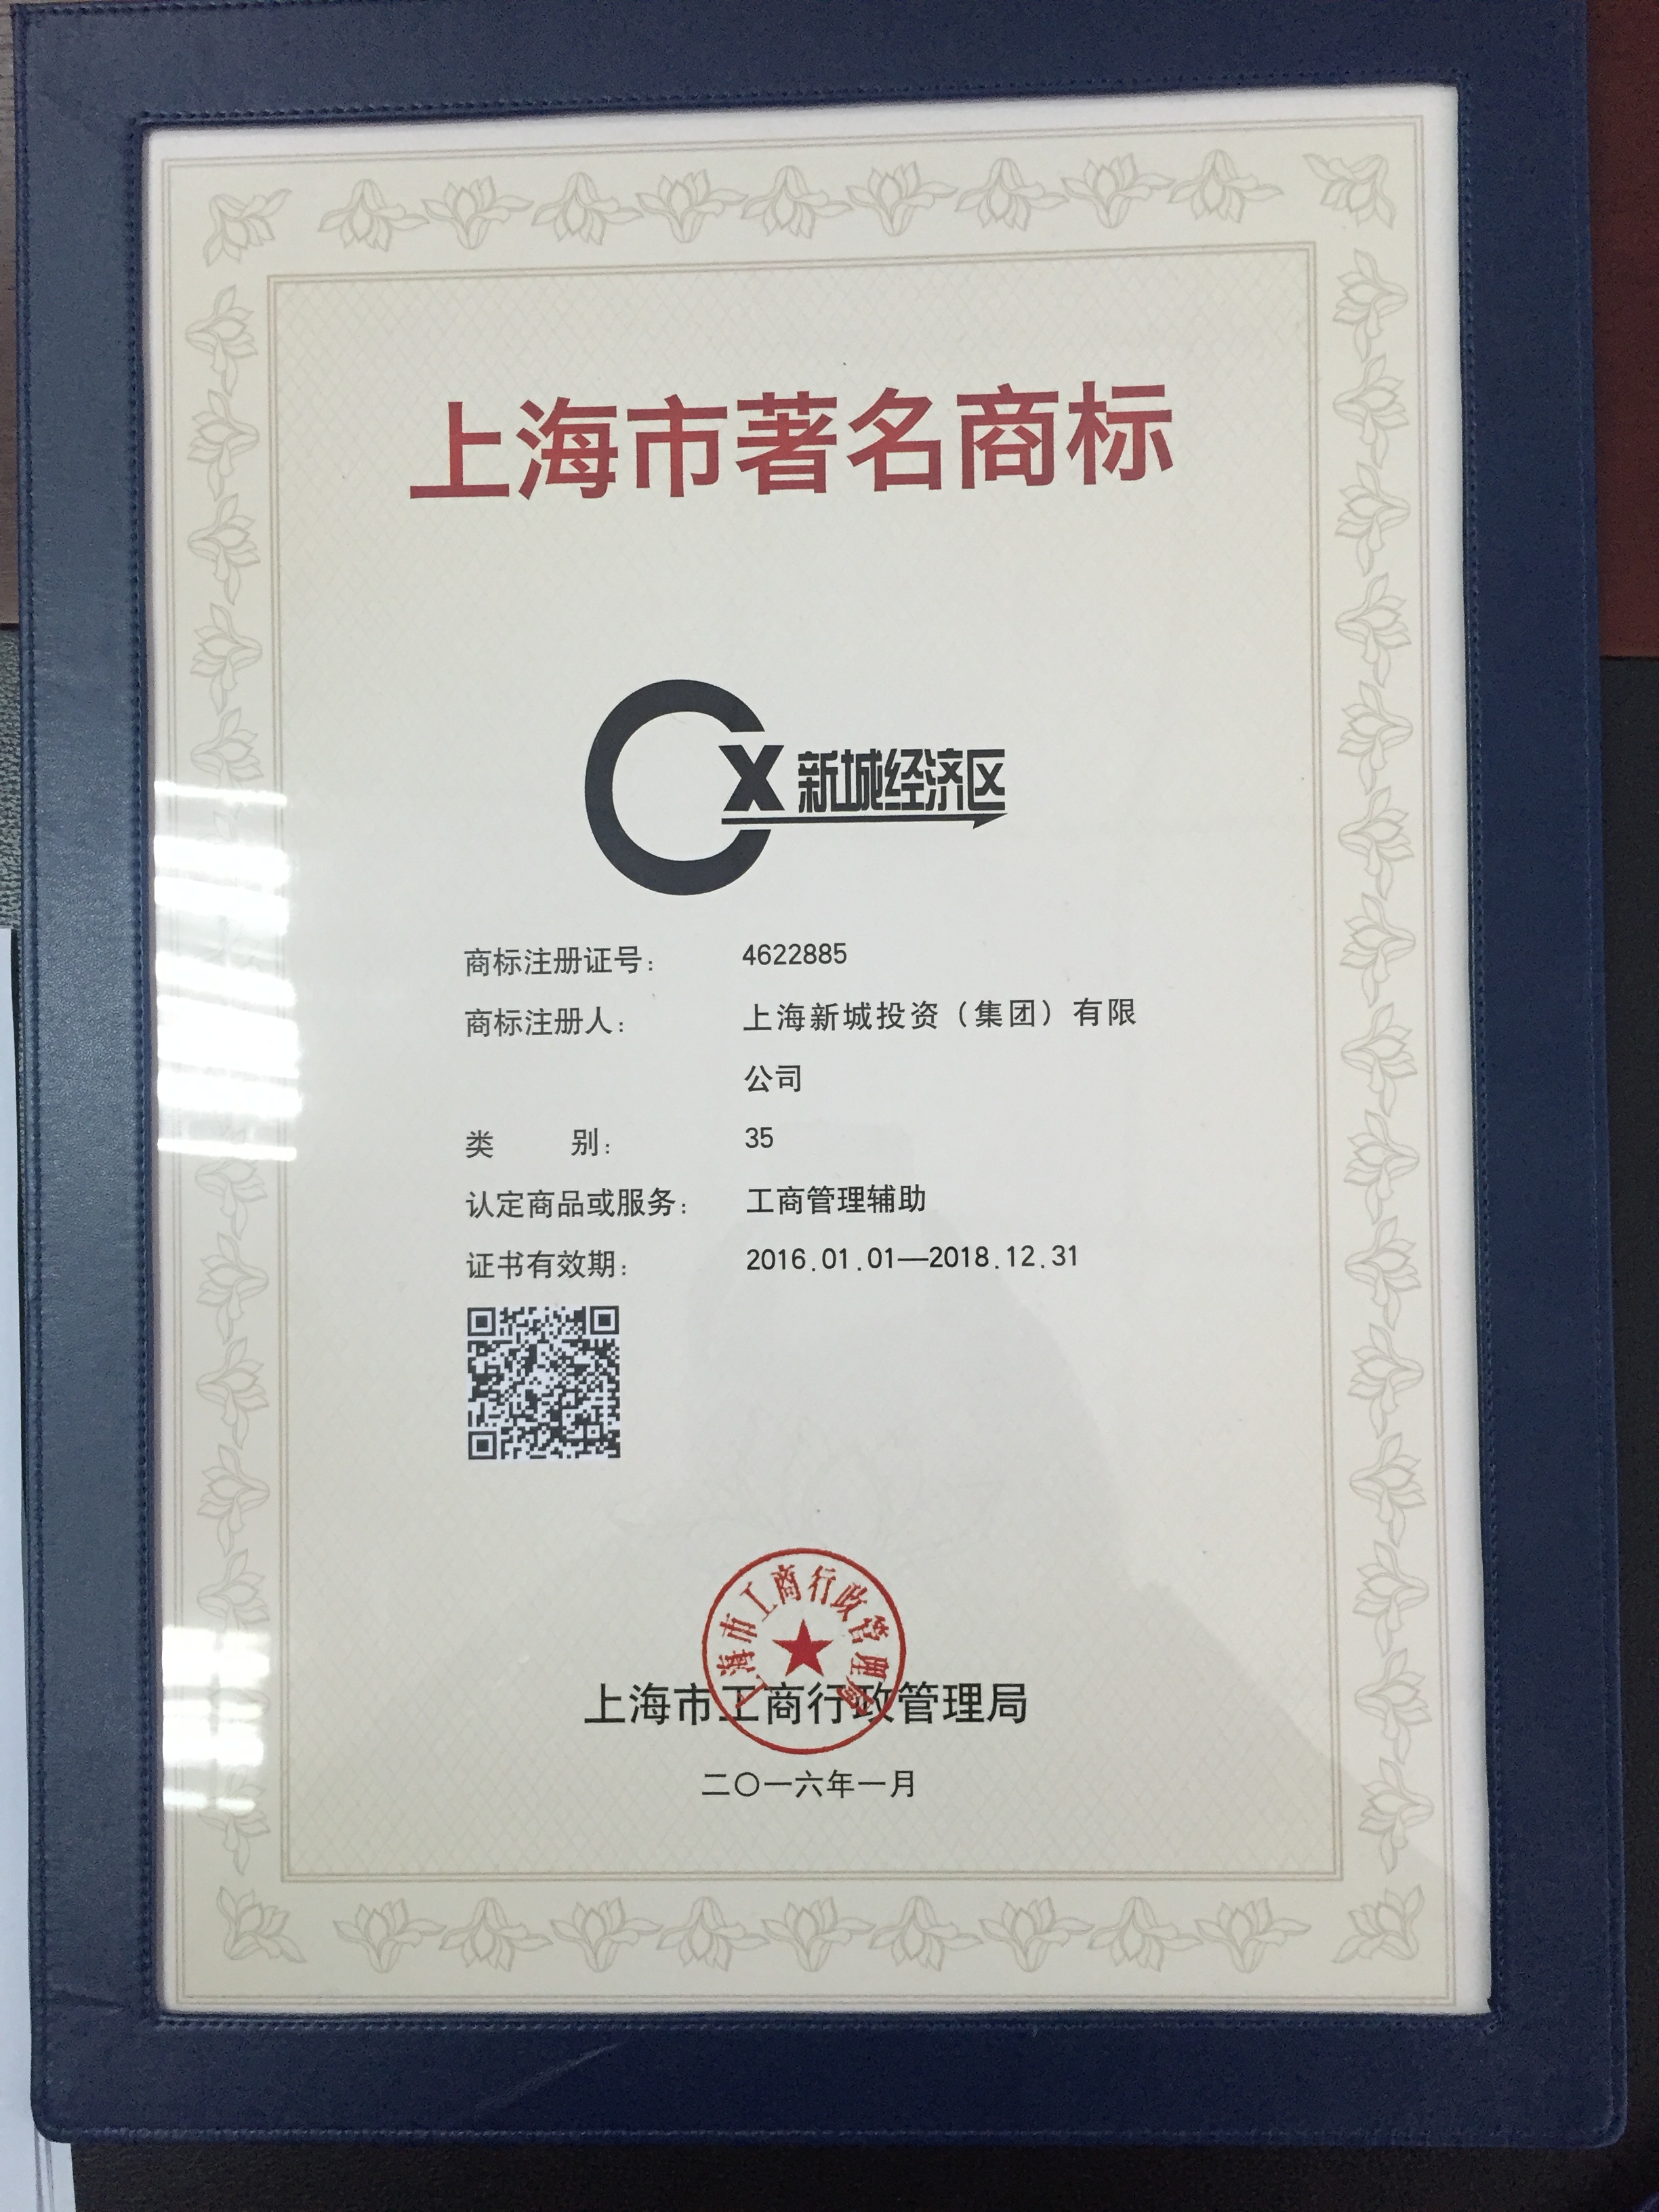 上海市著名商标
CX 新城经济区
商标注册证号： 4622885
商标注册人： 上海新城投资（集团）有限
公司
类 别： 35
认定商品或服务： 工商管理辅助
证书有效期： 2016.01.01—2018.12.31
上海市工商行政管理局
上海市工商行政管理局
二〇一六年一月